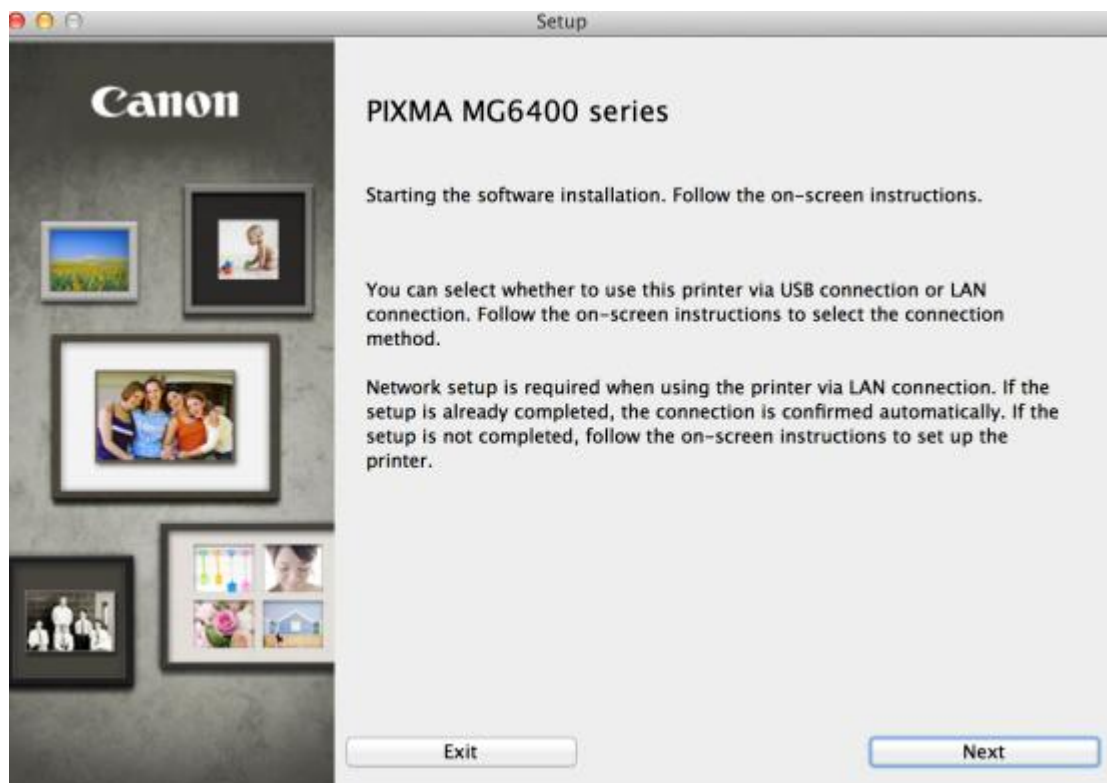 Setup
Canon
PIXMA MG6400 series
Starting the software installation. Follow the on-screen instructions.
You can select whether to use this printer via USB connection or LAN
connection. Follow the on-screen instructions to select the connection
method.
Network setup is required when using the printer via LAN connection. If the
setup is already completed, the connection is confirmed automatically. If the
setup is not completed, follow the on-screen instructions to set up the
printer.
Exit
Next